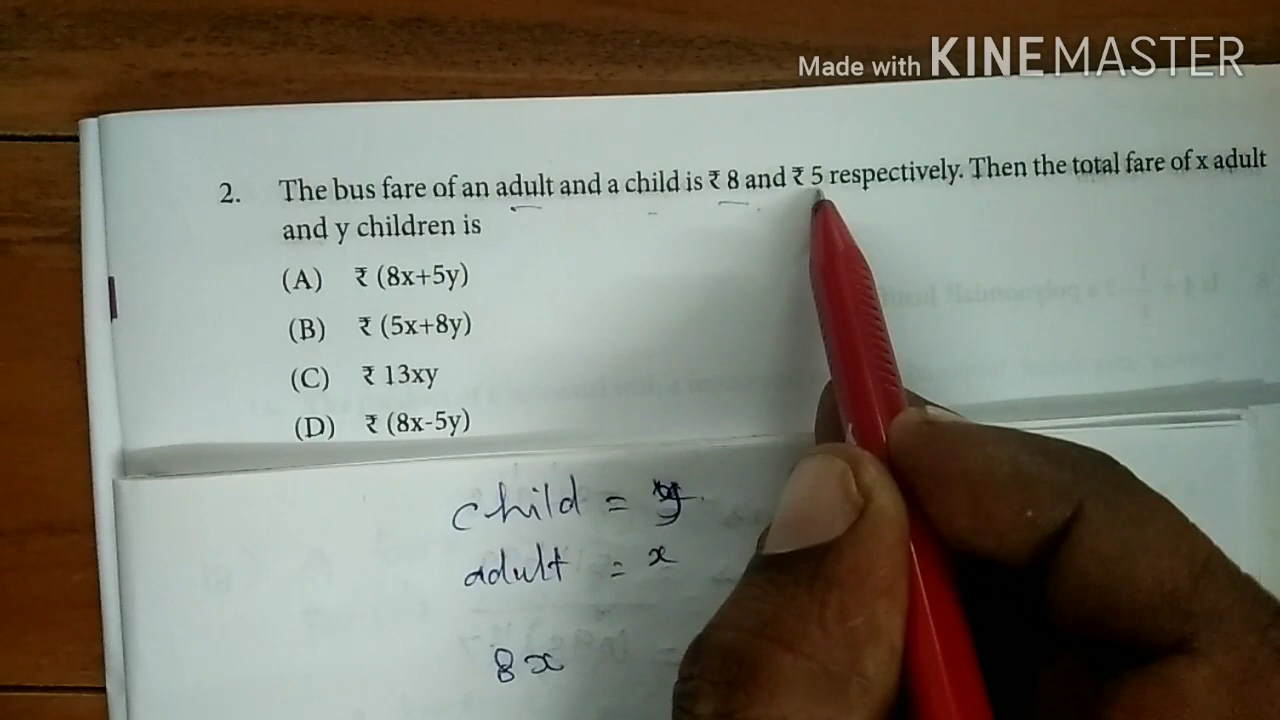 Made with KINEMASTER
2. The bus fare of an adult and a child is ₹ 8 and ₹ 5 respectively. Then the total fare of x adult
and y children is
(A) ₹ (8x+5y)
(B) ₹ (5x+8y)
(C) ₹ 13xy
(D) ₹ (8x-5y)
child = y
adult = x
8x